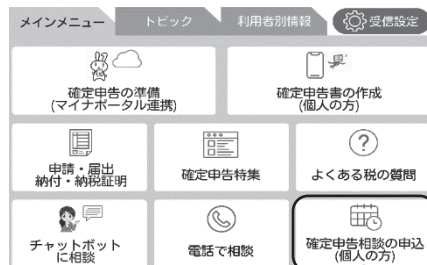 メインメニュー
トピック
利用者別情報
受信設定
確定申告の準備
(マイナポータル連携)
確定申告書の作成
(個人の方)
申請・届出
納付・納税証明
確定申告特集
よくある税の質問
チャットボット
に相談
電話で相談
確定申告相談の申込
(個人の方)